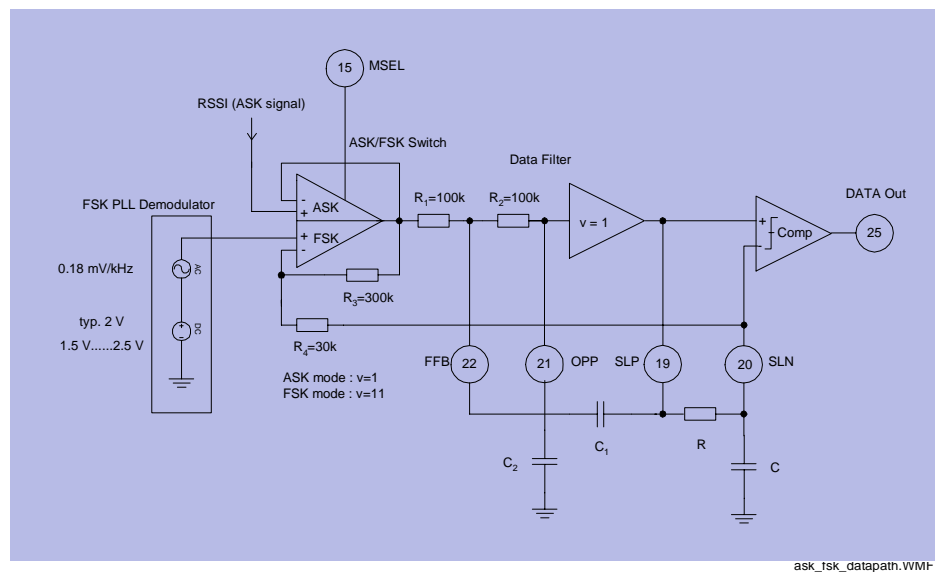 15 MSEL
RSSI (ASK signal)
ASK/FSK Switch
Data Filter
FSK PLL Demodulator
- ASK
+
+ FSK
-
R1=100k
R2=100k
v = 1
+ Comp
-
DATA Out
25
AC
0.18 mV/kHz
R3=300k
typ. 2 V
+
-
DC
1.5 V......2.5 V
R4=30k
ASK mode : v=1
FSK mode : v=11
FFB 22
21 OPP
SLP 19
20 SLN
C1
R
C2
C
ask_fsk_datapath.WMF